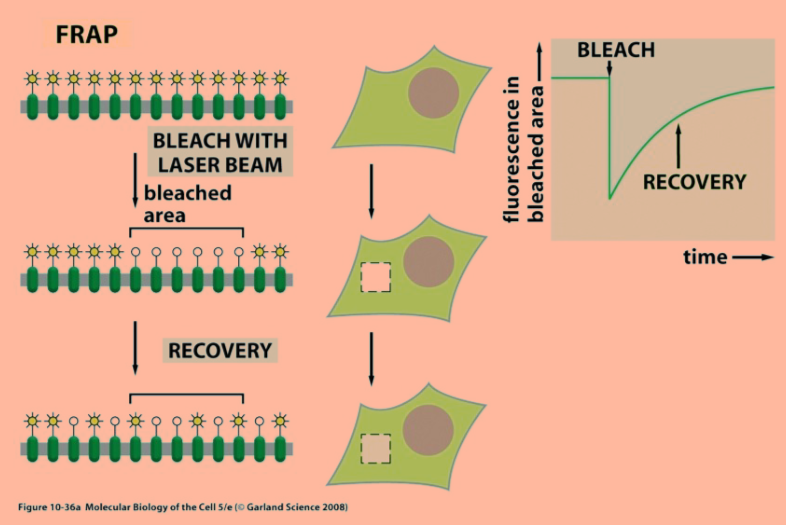 FRAP
BLEACH WITH
LASER BEAM
bleached
area
RECOVERY
BLEACH
RECOVERY
fluorescence in
bleached area
time
Figure 10-36a Molecular Biology of the Cell 5/e (© Garland Science 2008)